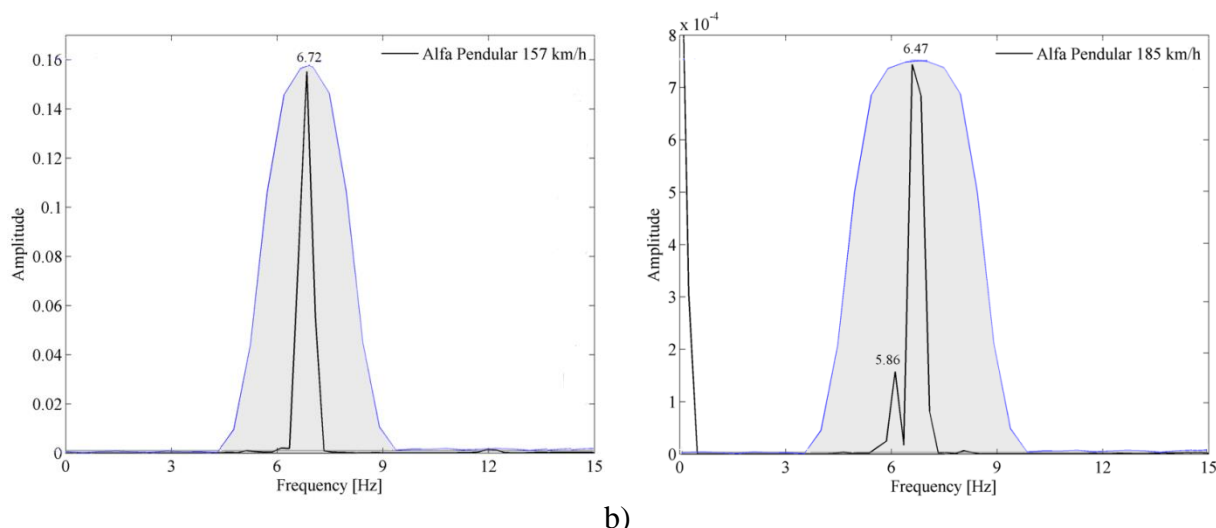 6.72
Alfa Pendular 157 km/h
0.16
0.14
0.12
0.1
0.08
0.06
0.04
0.02
0
Amplitude
0 3 6 9 12 15
Frequency [Hz]
8 x 10-4
6.47
Alfa Pendular 185 km/h
7
6
5
4
3
2
1
0
5.86
Amplitude
0 3 6 9 12 15
Frequency [Hz]
b)